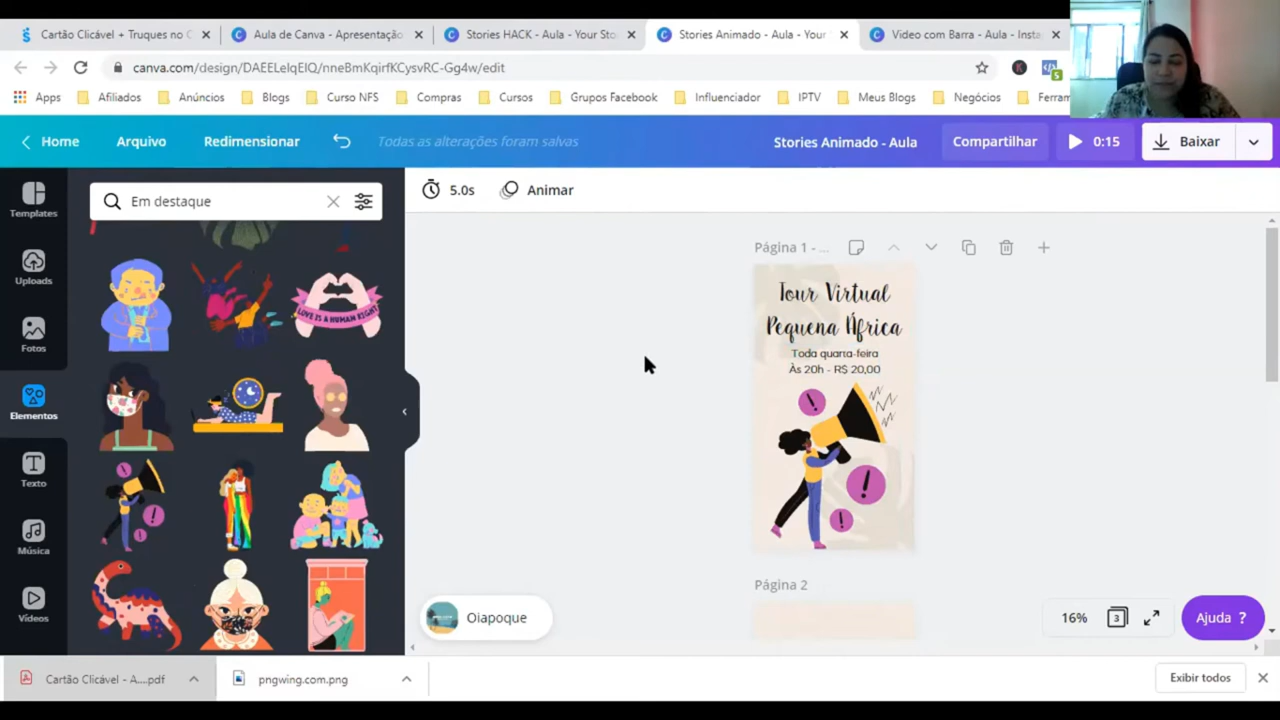 Cartão Clicável + Truques no C
Aula de Canva - Apresentação
Stories HACK - Aula - Your Sto
Stories Animado - Aula - Your
Video com Barra - Aula - Insta
canva.com/design/DAEELeIqEIQ/nneBmKqirfKCysvRC-Gg4w/edit
Apps
Afiliados
Anúncios
Blogs
Curso NFS
Compras
Cursos
Grupos Facebook
Influenciador
IPTV
Meus Blogs
Negócios
Ferram
Home
Arquivo
Redimensionar
Todas as alterações foram salvas
Stories Animado - Aula
Compartilhar
0:15
Baixar
Templates
Uploads
Fotos
Elementos
Texto
Música
Vídeos
Em destaque
LOVE IS A HUMAN RIGHT
5.0s
Animar
Página 1 - ...
Tour Virtual
Pequena África
Toda quarta-feira
Às 20h - R$ 20,00
Página 2
Oiapoque
16%
3
Ajuda ?
Cartão Clicável - A....pdf
pngwing.com.png
Exibir todos